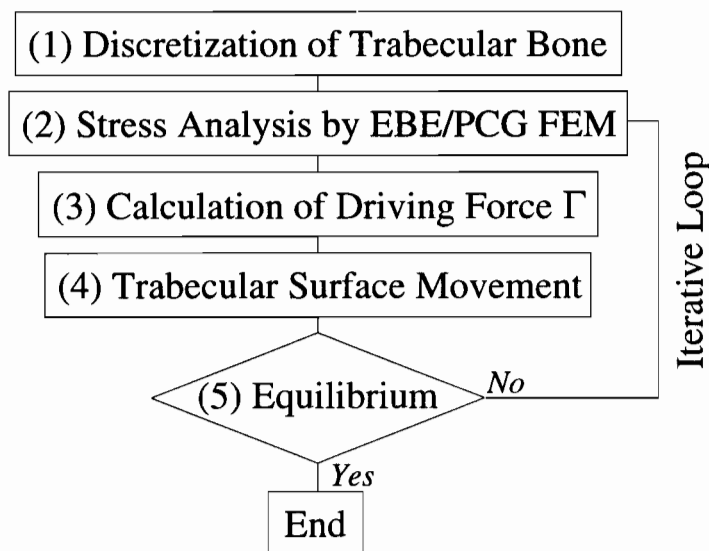 (1) Discretization of Trabecular Bone
(2) Stress Analysis by EBE/PCG FEM
(3) Calculation of Driving Force Γ
(4) Trabecular Surface Movement
(5) Equilibrium
No
Yes
End
Iterative Loop